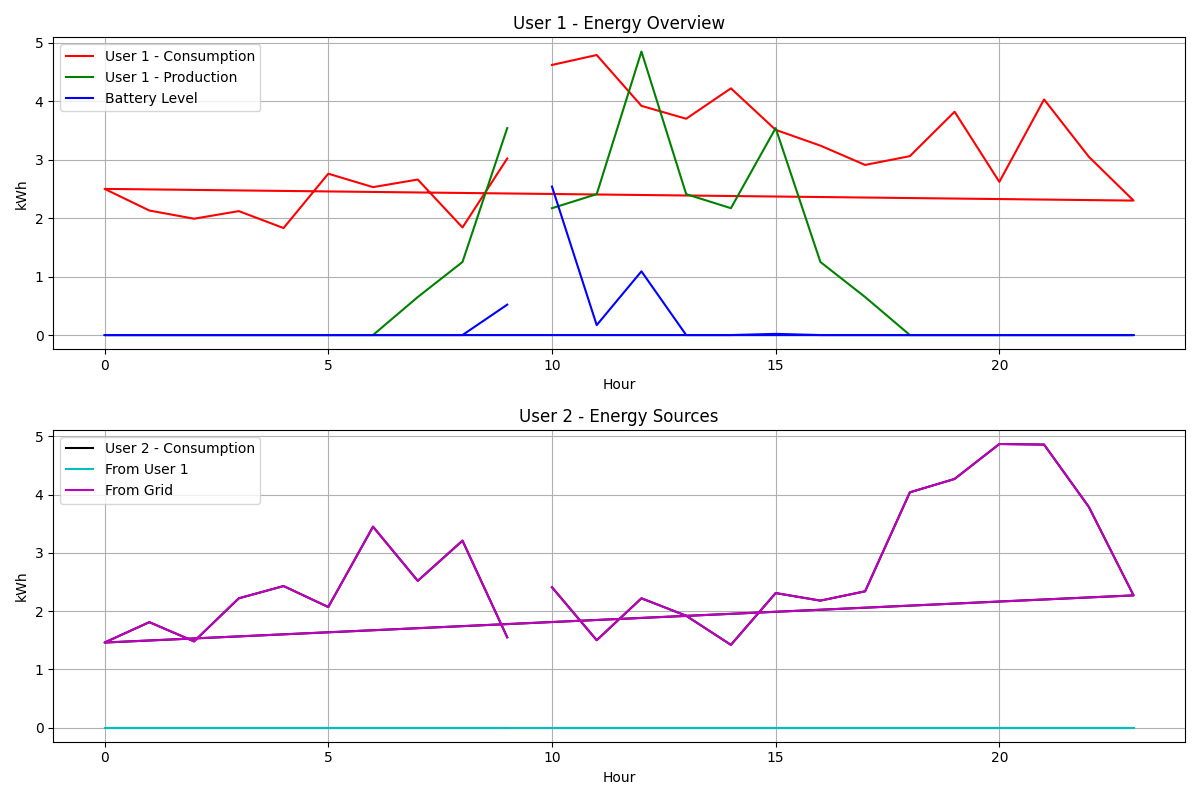 User 1 - Energy Overview
User 1 - Consumption
User 1 - Production
Battery Level
kWh
5
4
3
2
1
0
0 5 10 15 20
Hour
User 2 - Energy Sources
User 2 - Consumption
From User 1
From Grid
kWh
5
4
3
2
1
0
0 5 10 15 20
Hour